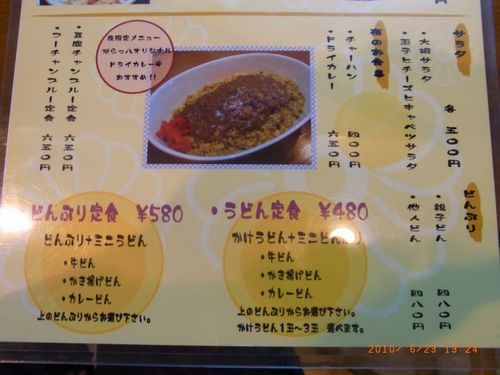 円
サラダ
・大根サラダ
・玉子とチーズとキャベツサラダ
各 五〇〇円
夜のお食事
・チャーハン 四〇〇円
・ドライカレー 六五〇円
夜限定メニュー
からっ八オリジナル
ドライカレーも
おすすめ!!
・豆腐チャンプルー定食 六五〇円
・フーチャンプルー定食 六五〇円
どんぶり
・親子どん 四八〇円
・他人どん 四八〇円
どんぶり定食 ¥580
どんぶり+ミニうどん
・牛どん
・かき揚げどん
・カレーどん
上のどんぶりからお選び下さい。
・うどん定食 ¥480
かけうどん+ミニどんぶり
・牛どん
・かき揚げどん
・カレーどん
上のどんぶりからお選び下さい。
かけうどん1玉〜3玉 選べます。
2010/ 6/23 13:24